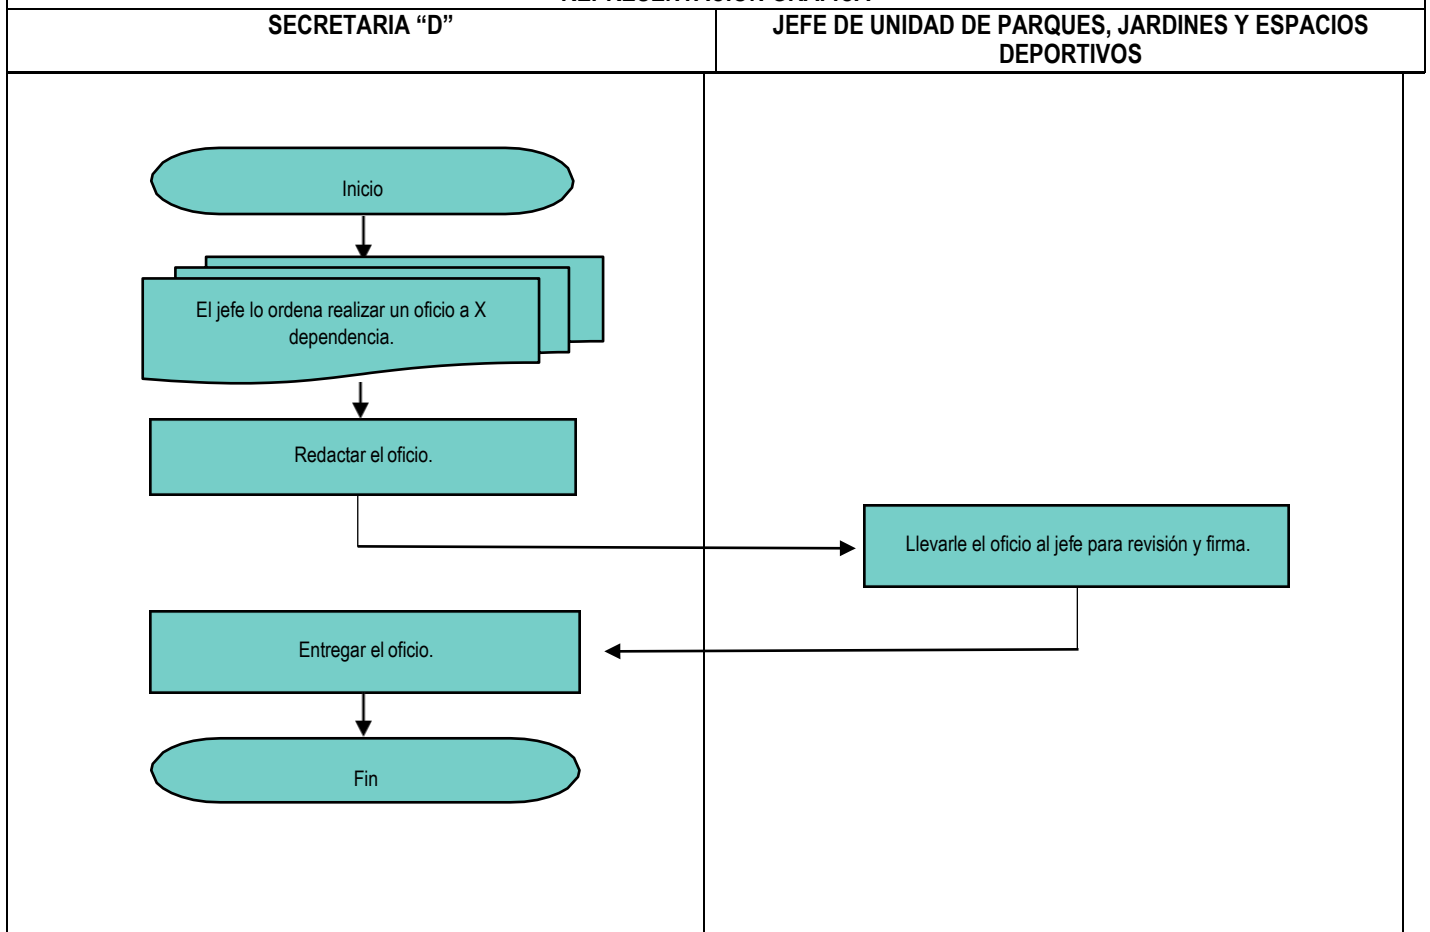 SECRETARIA “D”
JEFE DE UNIDAD DE PARQUES, JARDINES Y ESPACIOS
DEPORTIVOS
Inicio
El jefe lo ordena realizar un oficio a X
dependencia.
Redactar el oficio.
Llevarle el oficio al jefe para revisión y firma.
Entregar el oficio.
Fin